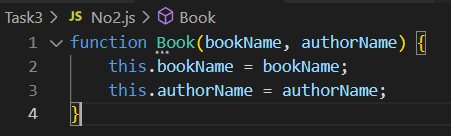 Task3 > JS No2.js > Book
1 function Book(bookName, authorName) {
2 this.bookName = bookName;
3 this.authorName = authorName;
4 }